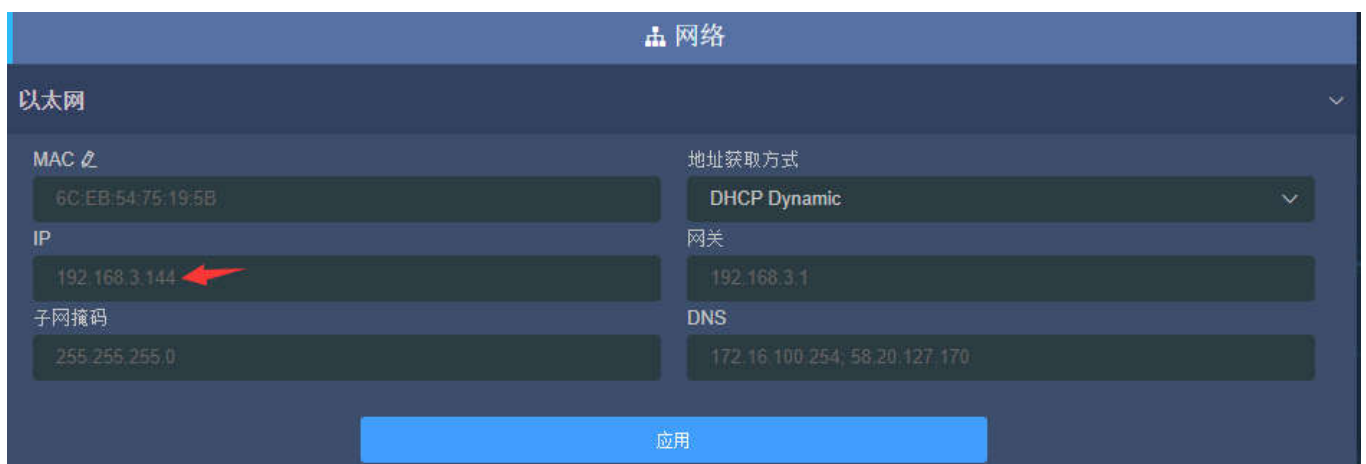 网络
以太网
MAC
地址获取方式
6C:EB:54:75:19:5B
DHCP Dynamic
IP
网关
192.168.3.144
192.168.3.1
子网掩码
DNS
255.255.255.0
172.16.100.254; 58.20.127.170
应用